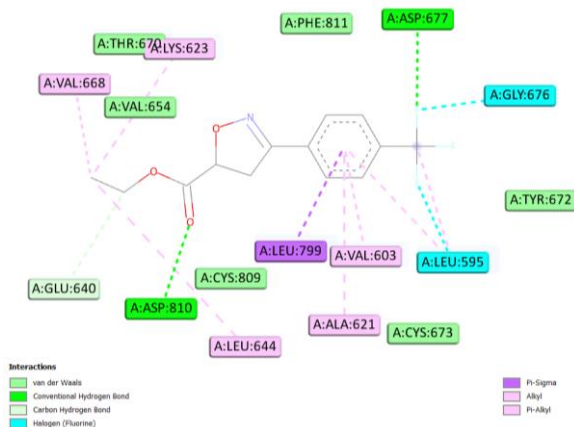 A:PHE:811
A:ASP:677
A:THR:670
A:LYS:623
A:VAL:668
A:GLY:676
A:VAL:654
N
O
O
O
A:TYR:672
A:LEU:799
A:VAL:603
A:LEU:595
A:CYS:809
A:GLU:640
A:ASP:810
A:ALA:621
A:CYS:673
A:LEU:644
Interactions
van der Waals
Conventional Hydrogen Bond
Carbon Hydrogen Bond
Halogen (Fluorine)
Pi-Sigma
Alkyl
Pi-Alkyl